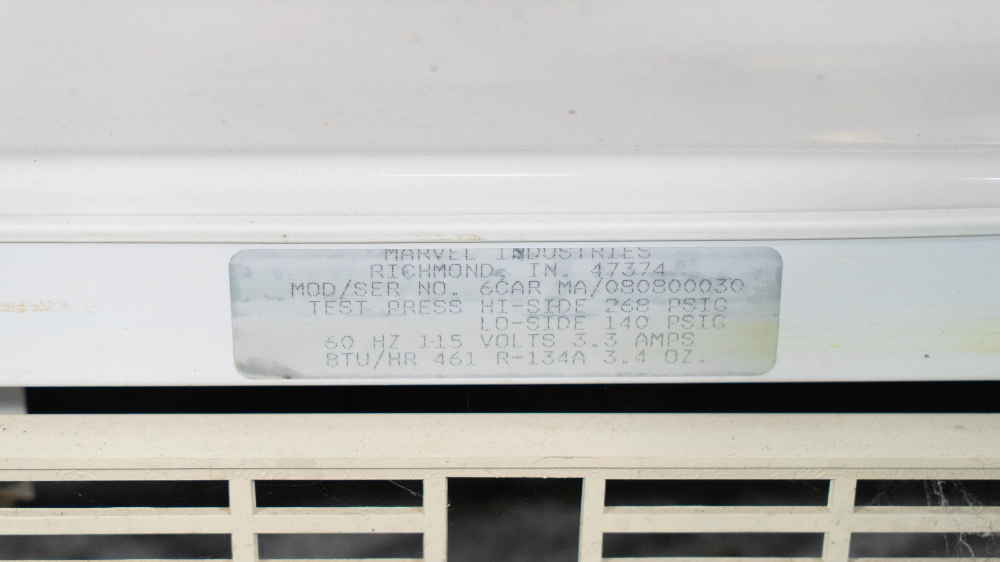 MARVEL INDUSTRIES
RICHMOND, IN. 47374
MOD/SER NO. 6CAR MA/080800030
TEST PRESS HI-SIDE 268 PSIG
LO-SIDE 140 PSIG
60 HZ 115 VOLTS 3.3 AMPS
BTU/HR 461 R-134A 3.4 OZ.